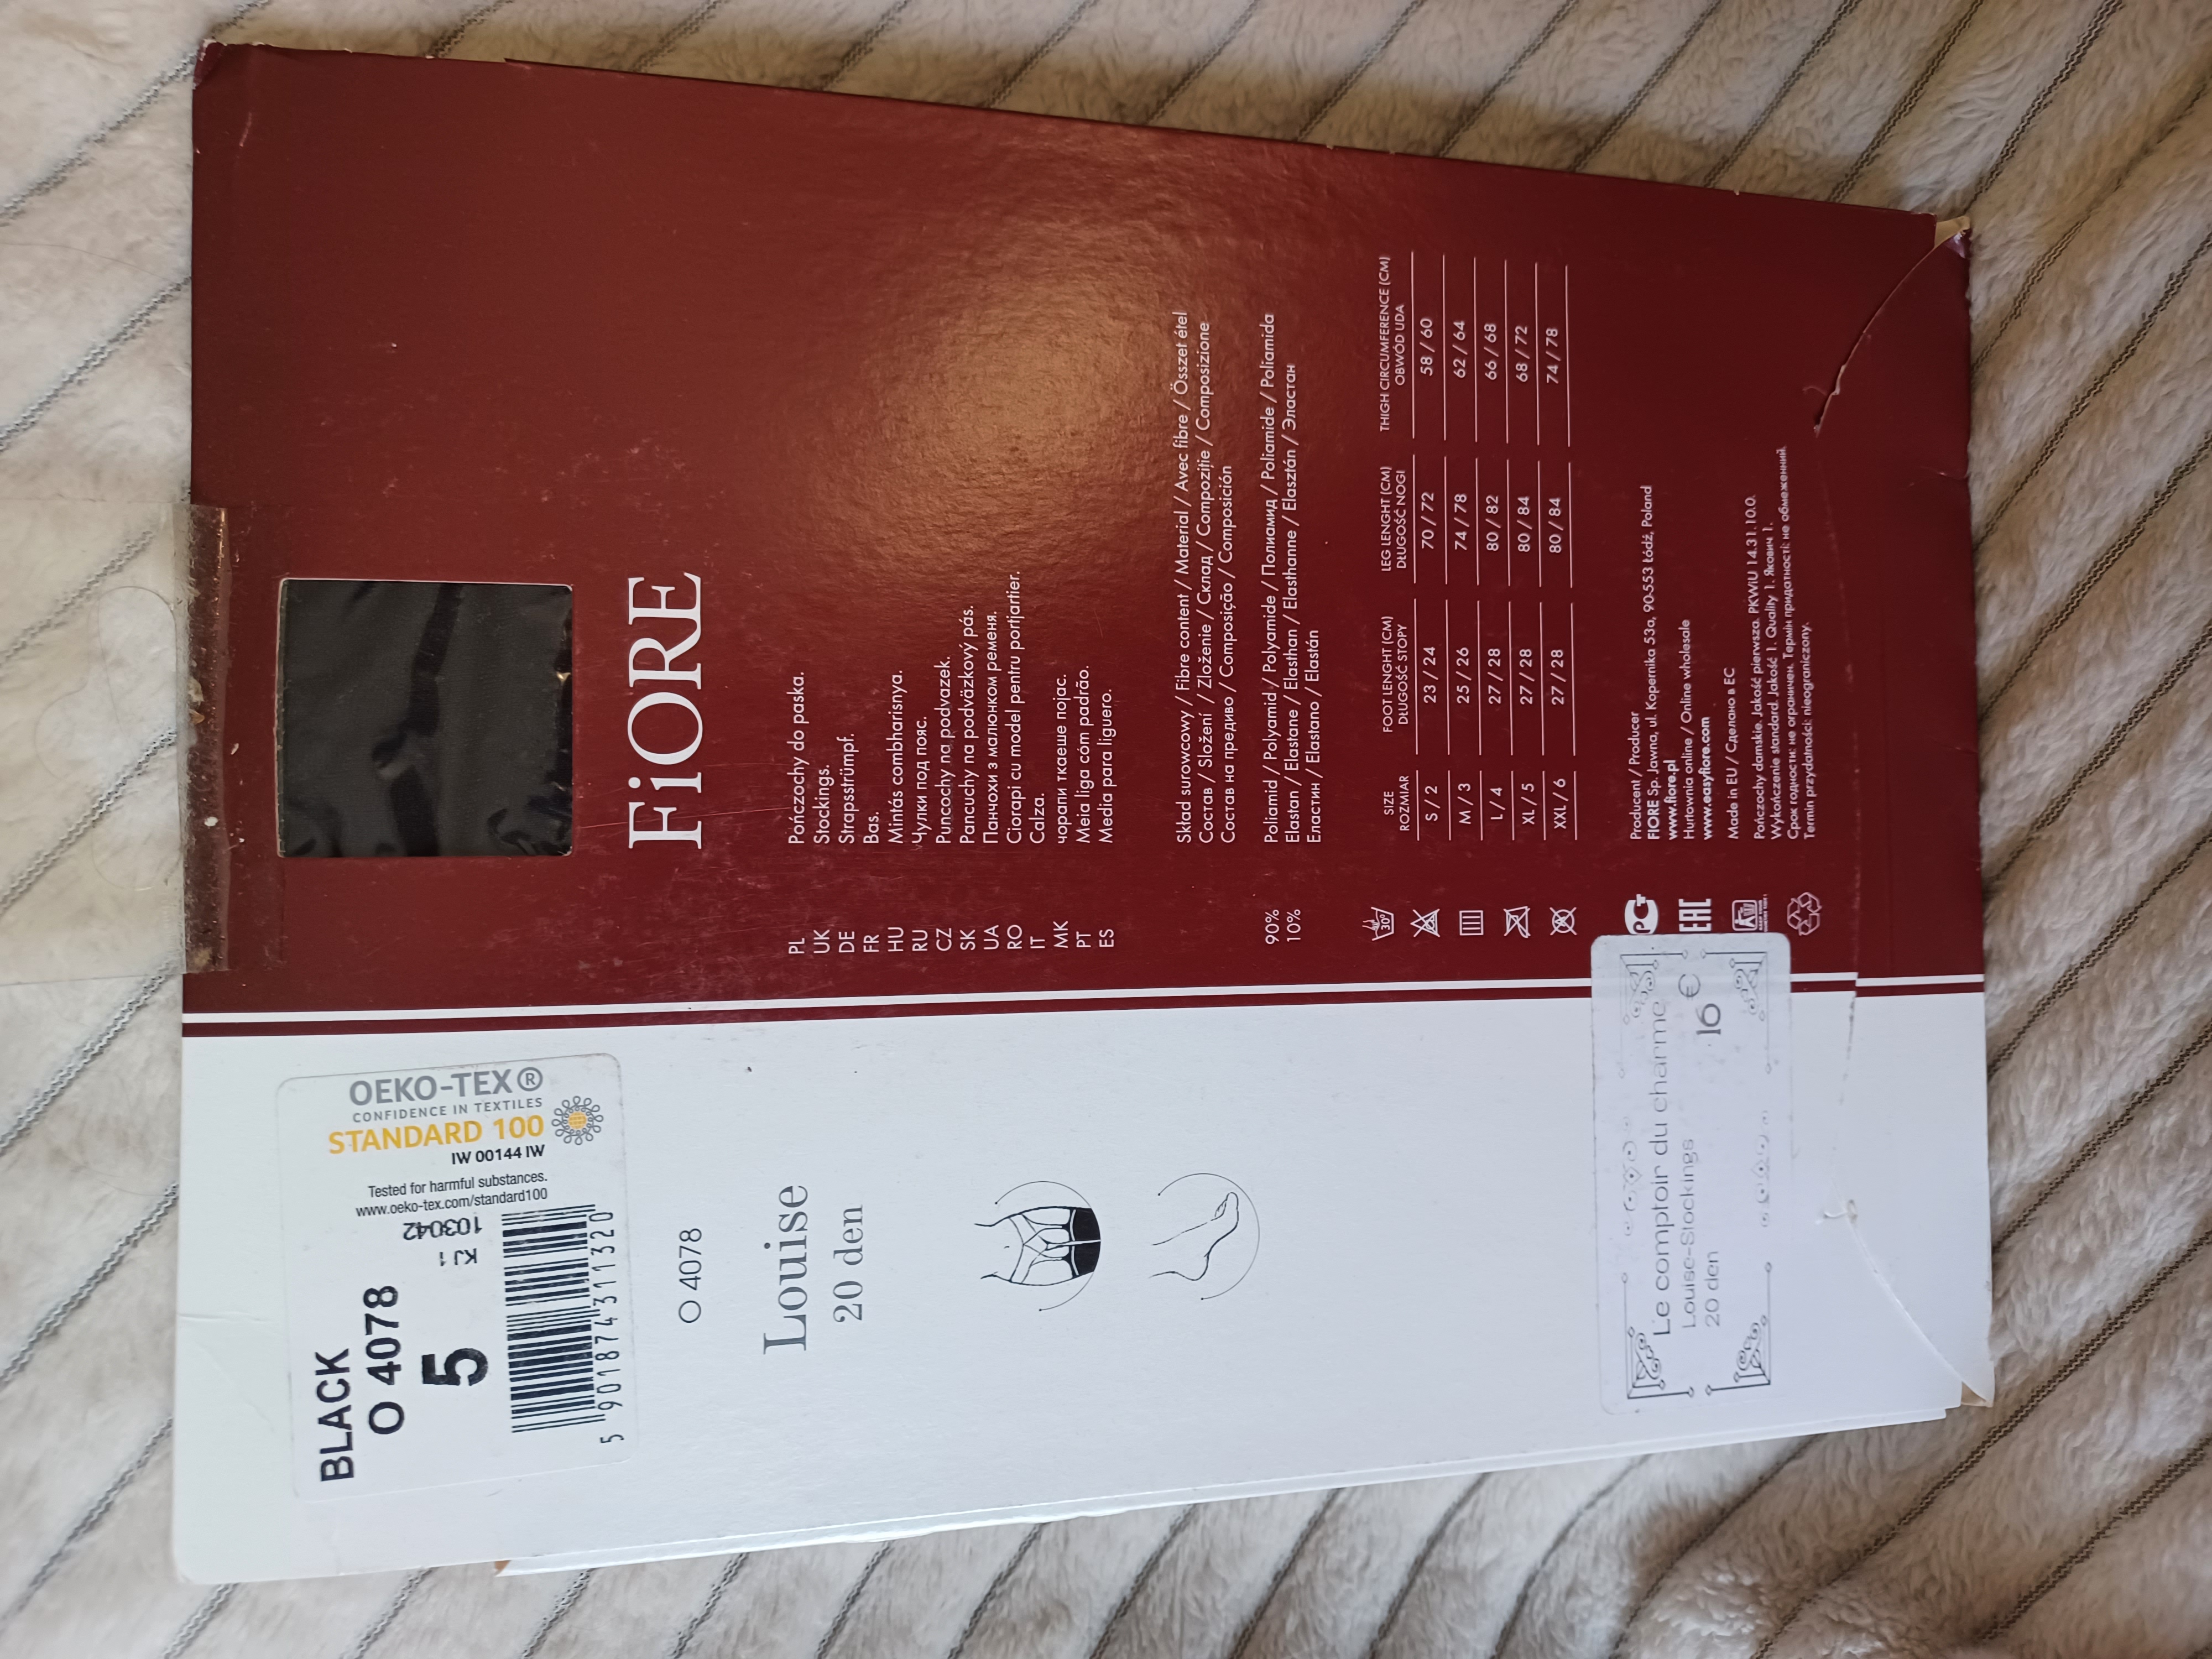 FiORE
PL Pończochy do paska.
UK Stockings.
DE Strapsstrümpf.
FR Bas.
HU Mintás combharisnya.
RU Чулки под пояс.
CZ Puncochy na podvazek.
SK Pancuchy na podväzkový pás.
UA Панчохи з малюнком ременя.
RO Ciorapi cu model pentru portjartier.
IT Calza.
MK чорапи ткаеше појас.
PT Meia liga cóm padrão.
ES Media para liguero.
Skład surowcowy / Fibre content / Material / Avec fibre / Összet étel
Состав / Složení / Zloženie / Склад / Compoziție / Composizione
Состав на предиво / Composição / Composición
90% Poliamid / Polyamid / Polyamide / Полиамид / Poliamide / Poliamida
10% Elastan / Elastane / Elasthan / Elasthanne / Elasztán / Эластан
Еластин / Elastano / Elastán
SIZE FOOT LENGHT (CM) LEG LENGHT (CM) THIGH CIRCUMFERENCE (CM)
ROZMIAR DŁUGOŚĆ STOPY DŁUGOŚĆ NOGI OBWÓD UDA
S / 2 23 / 24 70 / 72 58 / 60
M / 3 25 / 26 74 / 78 62 / 64
L / 4 27 / 28 80 / 82 66 / 68
XL / 5 27 / 28 80 / 84 68 / 72
XXL / 6 27 / 28 80 / 84 74 / 78
30°
Producent / Producer
FIORE Sp. Jawna, ul. Kopernika 53a, 90-553 Łódź, Poland
www.fiore.pl
Hurtownia online / Online wholesale
www.easyfiore.com
Made in EU / Сделано в ЕС
Pończochy damskie. Jakość pierwsza. PKWiU 14.31.10.0.
Wykończenie standard. Jakość 1. Quality 1. Якович 1.
Срок годности: не ограничен. Термін придатності: не обмежений.
Termin przydatności: nieograniczony.
EAC
BLACK
O 4078
5
KJ i 103042
5 901874 311320
OEKO-TEX®
CONFIDENCE IN TEXTILES
STANDARD 100
IW 00144 IW
Tested for harmful substances.
www.oeko-tex.com/standard100
O 4078
Louise
20 den
Le comptoir du charme
Louise-Stockings
20 den
16 €